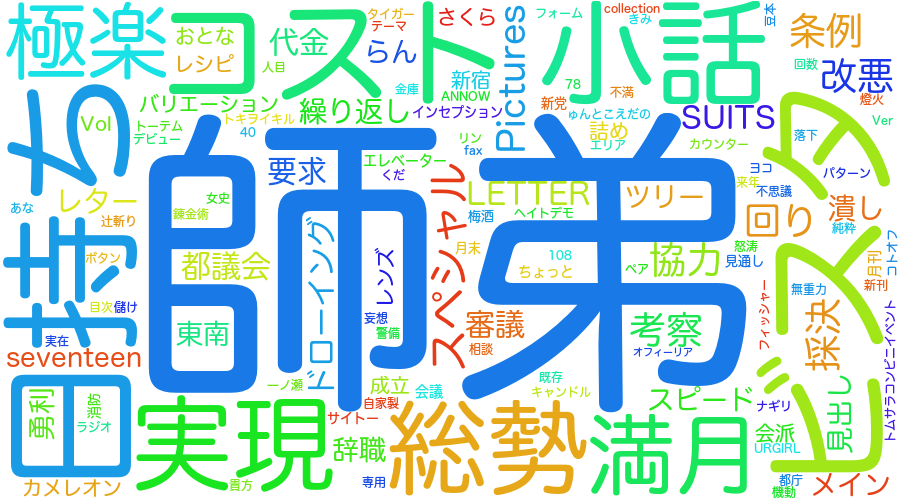 極楽
コスト
小話
師弟
持ち
ビスタ
日
実現
総勢
満月
タイガー
テーマ
さくら
おとな
レシピ
代金
らん
人目
金庫
新宿
ANNOW
インセプション
Pictures
フォーム
collection
ぎみ
豆本
条例
回数
改悪
78
不満
新党
燈火
ゅんとこえだの
詰め
エリア
SUITS
カウンター
落下
Ver
バリエーション
繰り返し
Vol
トーテム
デビュー
トキヲイキル
40
リン
fax
エレベーター
くだ
要求
女史
錬金術
レター
あな
辻斬り
ボタン
都議会
東南
目次
儲け
実在
seventeen
ドローイング
レンズ
妄想
警備
スペシャル
LETTER
梅酒
ヘイトデモ
月末
108
ちょっと
ペア
審議
相談
ツリー
協力
怒涛
見通し
考察
オフィーリア
ヨコ
パターン
来年
不思議
回り
潰し
純粋
無重力
新月刊
新刊
コトオフ
フィッシャー
採決
トムサラコンビニイベント
男利
消防
ラジオ
カメレオン
一ノ瀬
貴方
サイトー
自家製
成立
会議
辞職
専用
既存
キャンドル
スピード
ナギリ
会派
URGIRL
見出し
都庁
機動
メイン